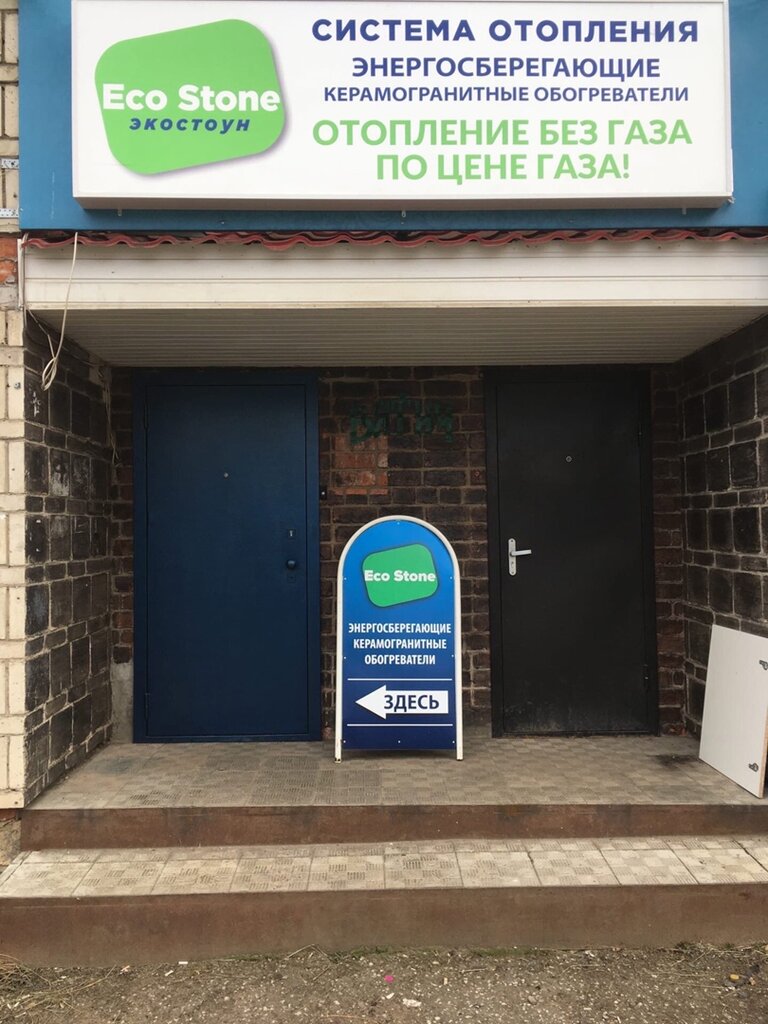 Eco Stone
экостоун
СИСТЕМА ОТОПЛЕНИЯ
ЭНЕРГОСБЕРЕГАЮЩИЕ
КЕРАМОГРАНИТНЫЕ ОБОГРЕВАТЕЛИ
ОТОПЛЕНИЕ БЕЗ ГАЗА
ПО ЦЕНЕ ГАЗА!
Eco Stone
ЭНЕРГОСБЕРЕГАЮЩИЕ
КЕРАМОГРАНИТНЫЕ
ОБОГРЕВАТЕЛИ
ЗДЕСЬ